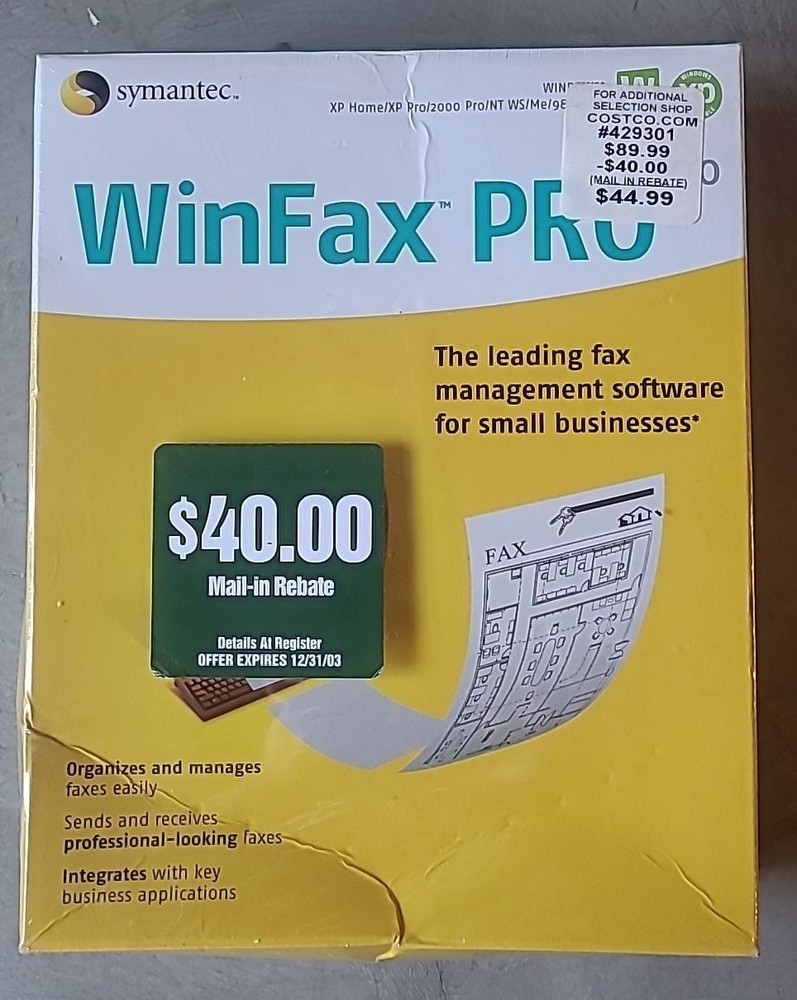 symantec™
XP Home/XP Pro/2000 Pro/NT WS/Me/98
WINDOWS
xp
FOR ADDITIONAL
SELECTION SHOP
COSTCO.COM
#429301
$89.99
-$40.00
(MAIL IN REBATE)
$44.99
WinFax™ PRO
The leading fax
management software
for small businesses*
$40.00
Mail-in Rebate
Details At Register
OFFER EXPIRES 12/31/03
FAX
Organizes and manages
faxes easily
Sends and receives
professional-looking faxes
Integrates with key
business applications